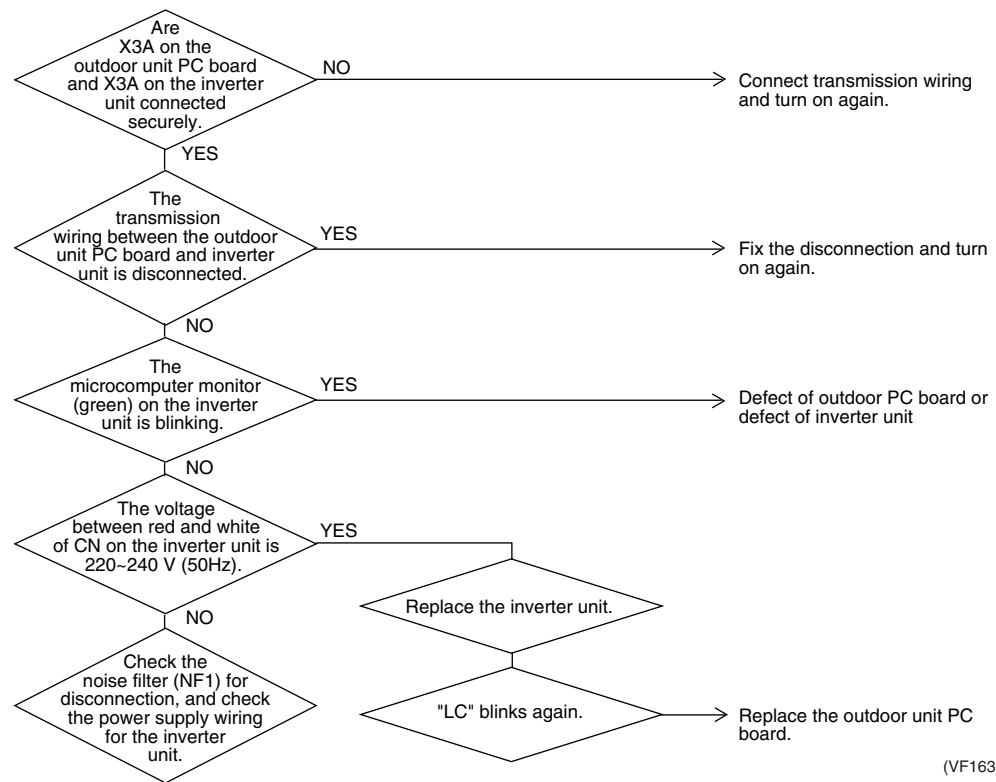 Are
X3A on the
outdoor unit PC board
and X3A on the inverter
unit connected
securely.
NO
Connect transmission wiring
and turn on again.
YES
The
transmission
wiring between the outdoor
unit PC board and inverter
unit is disconnected.
YES
Fix the disconnection and turn
on again.
NO
The
microcomputer monitor
(green) on the inverter
unit is blinking.
YES
Defect of outdoor PC board or
defect of inverter unit
NO
The voltage
between red and white
of CN on the inverter unit is
220~240 V (50Hz).
YES
Replace the inverter unit.
NO
Check the
noise filter (NF1) for
disconnection, and check
the power supply wiring
for the inverter
unit.
"LC" blinks again.
Replace the outdoor unit PC
board.
(VF163